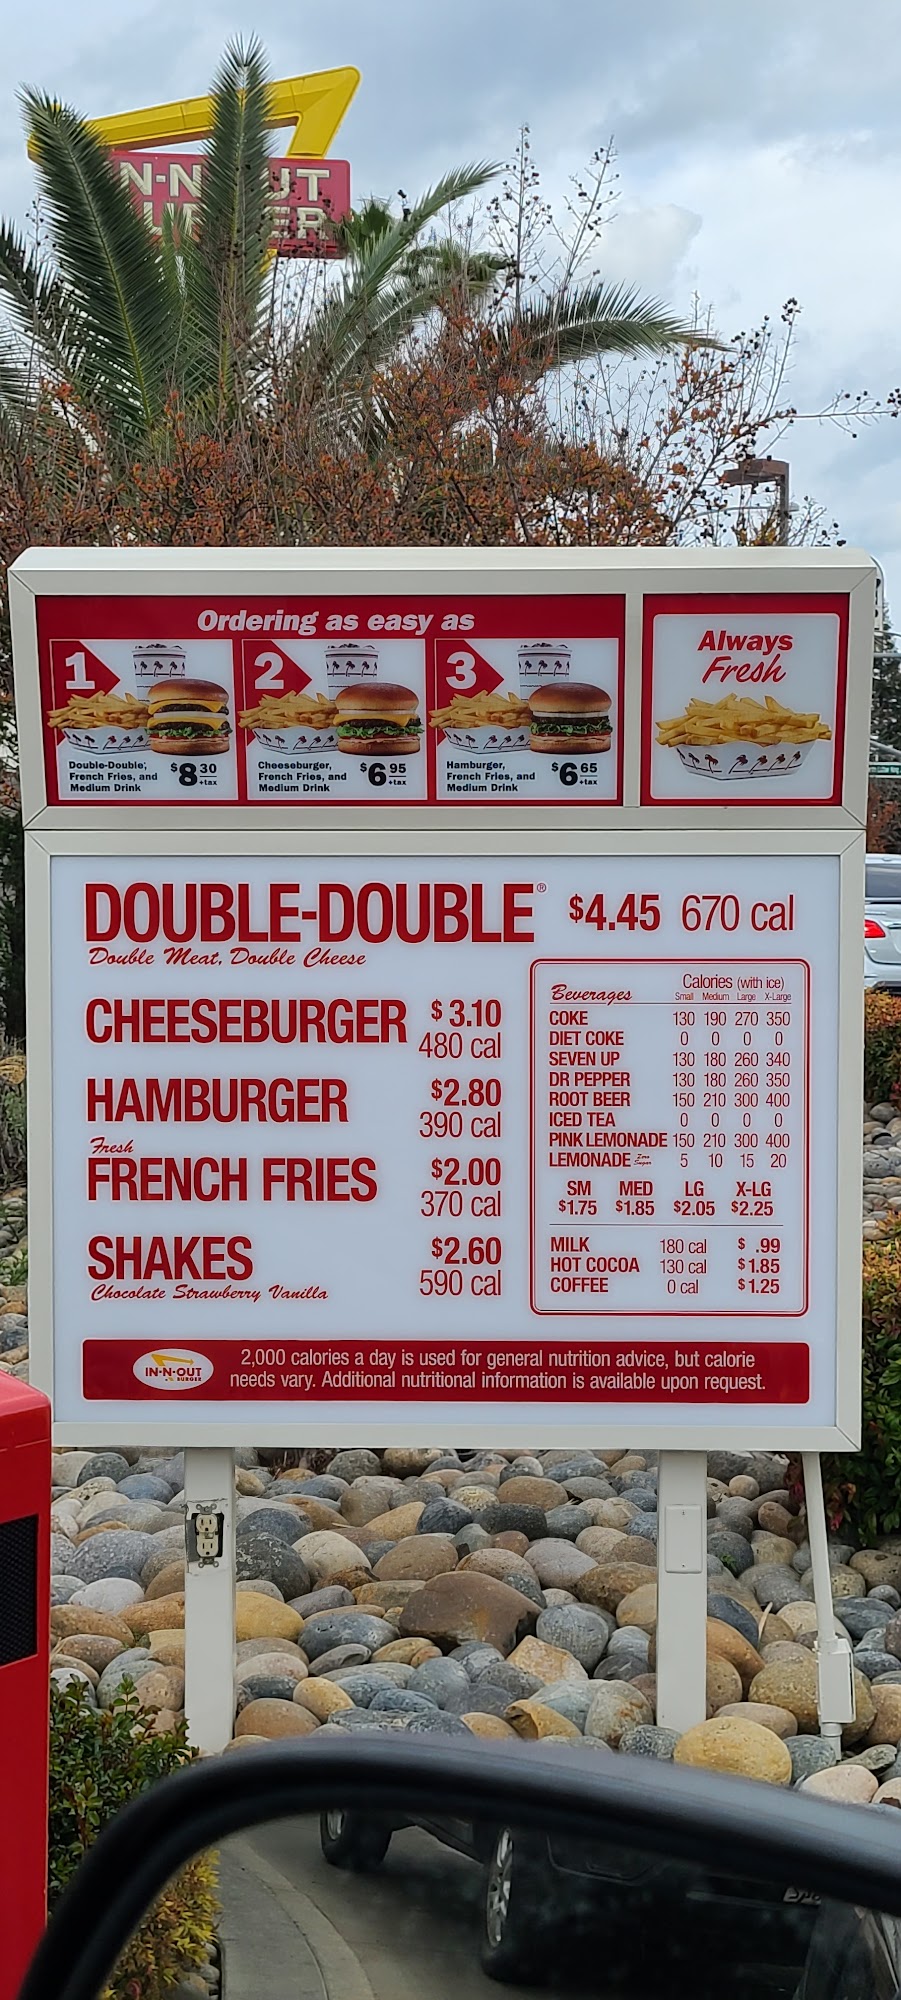 N-N UT
ER
Ordering as easy as
1
Double-Double,
French Fries, and
Medium Drink
$8 30
+tax
2
Cheeseburger,
French Fries, and
Medium Drink
$6 95
+tax
3
Hamburger,
French Fries, and
Medium Drink
$6 65
+tax
Always
Fresh
DOUBLE-DOUBLE® $4.45 670 cal
Double Meat, Double Cheese
CHEESEBURGER $3.10
480 cal
HAMBURGER $2.80
390 cal
Fresh
FRENCH FRIES $2.00
370 cal
SHAKES $2.60
590 cal
Chocolate Strawberry Vanilla
Beverages Calories (with ice)
Small Medium Large X-Large
COKE 130 190 270 350
DIET COKE 0 0 0 0
SEVEN UP 130 180 260 340
DR PEPPER 130 180 260 350
ROOT BEER 150 210 300 400
ICED TEA 0 0 0 0
PINK LEMONADE 150 210 300 400
LEMONADE Zero Sugar 5 10 15 20
SM MED LG X-LG
$1.75 $1.85 $2.05 $2.25
MILK 180 cal $ .99
HOT COCOA 130 cal $1.85
COFFEE 0 cal $1.25
IN-N-OUT
BURGER
2,000 calories a day is used for general nutrition advice, but calorie
needs vary. Additional nutritional information is available upon request.